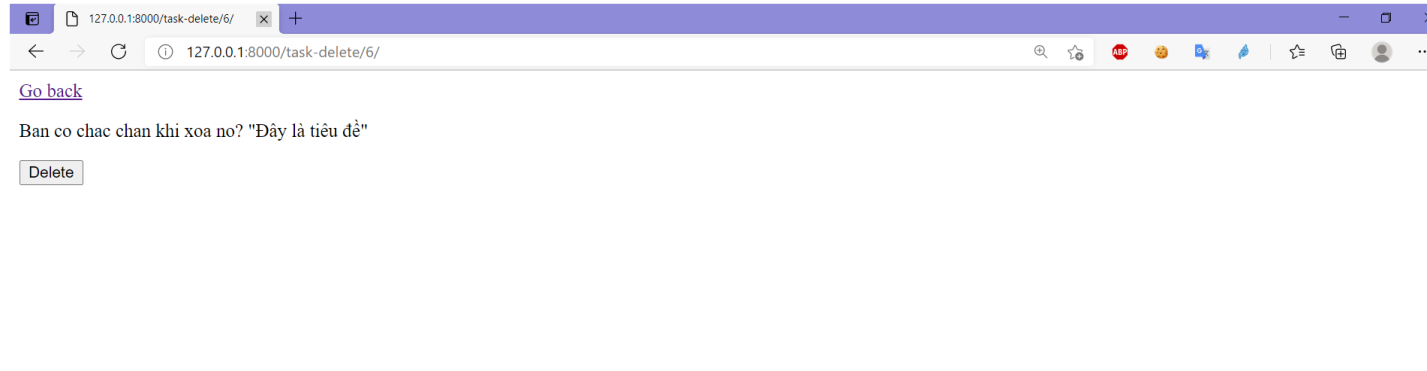 127.0.0.1:8000/task-delete/6/
127.0.0.1:8000/task-delete/6/
ABP
Go back
Ban co chac chan khi xoa no? "Đây là tiêu đề"
Delete